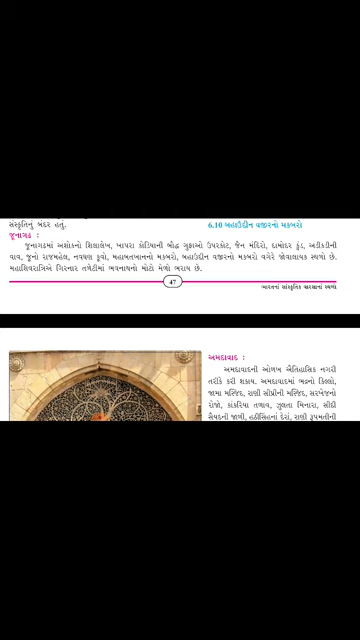 સંસ્કૃતિનું બંદર હતું.
6.10 બહાઉદ્દીન વજીરનો મકબરો
જૂનાગઢ :
જૂનાગઢમાં અશોકનો શિલાલેખ, ખાપરા કોડિયાની બૌદ્ધ ગુફાઓ ઉપરકોટ, જૈન મંદિરો, દામોદર કુંડ, અડીકડીની
વાવ, જૂનો રાજમહેલ, નવઘણ કૂવો, મહાબતખાનનો મકબરો, બહાઉદીન વજીરનો મકબરો વગેરે જોવાલાયક સ્થળો છે.
મહાશિવરાત્રિએ ગિરનાર તળેટીમાં ભવનાથનો મોટો મેળો ભરાય છે.
47
ભારતનાં સાંસ્કૃતિક વારસાનાં સ્થળો
અમદાવાદ :
અમદાવાદની ઓળખ ઐતિહાસિક નગરી
તરીકે કરી શકાય. અમદાવાદમાં ભદ્રનો કિલ્લો,
જામા મસ્જિદ, રાણી સીપ્રીની મસ્જિદ, સરખેજનો
રોજો, કાંકરિયા તળાવ, ઝુલતા મિનારા, સીદી
સૈયદની જાળી, હઠીસિંહનાં દેરાં, રાણી રૂપમતીની